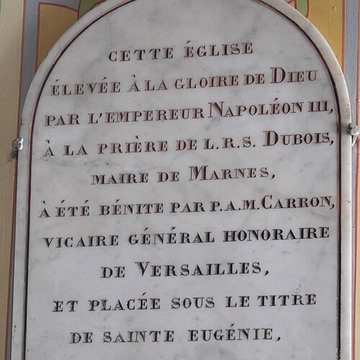 CETTE ÉGLISE
ÉLEVÉE À LA GLOIRE DE DIEU
PAR L'EMPEREUR NAPOLÉON III,
À LA PRIÈRE DE L.R.S. DUBOIS,
MAIRE DE MARNES,
À ÉTÉ BÉNITE PAR P.A.M. CARRON,
VICAIRE GÉNÉRAL HONORAIRE
DE VERSAILLES,
ET PLACÉE SOUS LE TITRE
DE SAINTE EUGÉNIE,